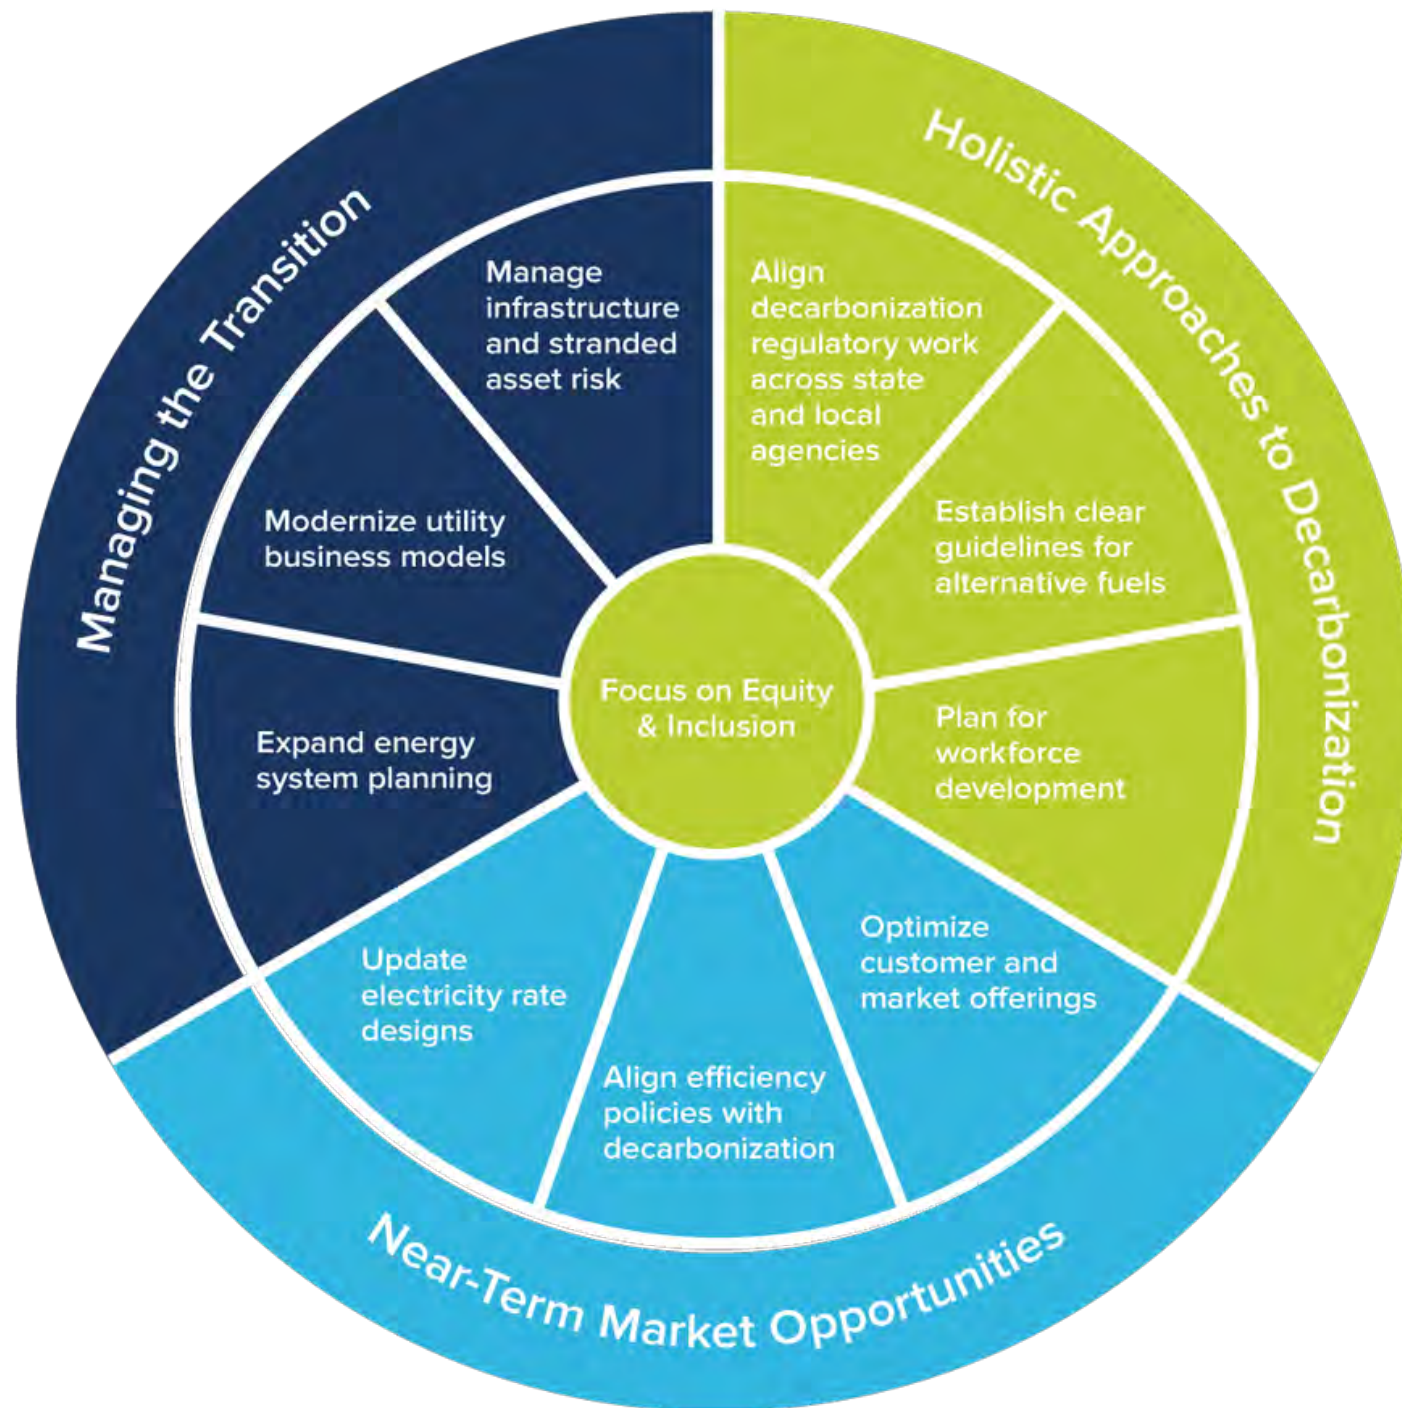 Managing the Transition
Holistic Approaches to Decarbonization
Manage
infrastructure
and stranded
asset risk
Align
decarbonization
regulatory work
across state
and local
agencies
Modernize utility
business models
Establish clear
guidelines for
alternative fuels
Focus on Equity
& Inclusion
Expand energy
system planning
Plan for
workforce
development
Update
electricity rate
designs
Align efficiency
policies with
decarbonization
Optimize
customer and
market offerings
Near-Term Market Opportunities